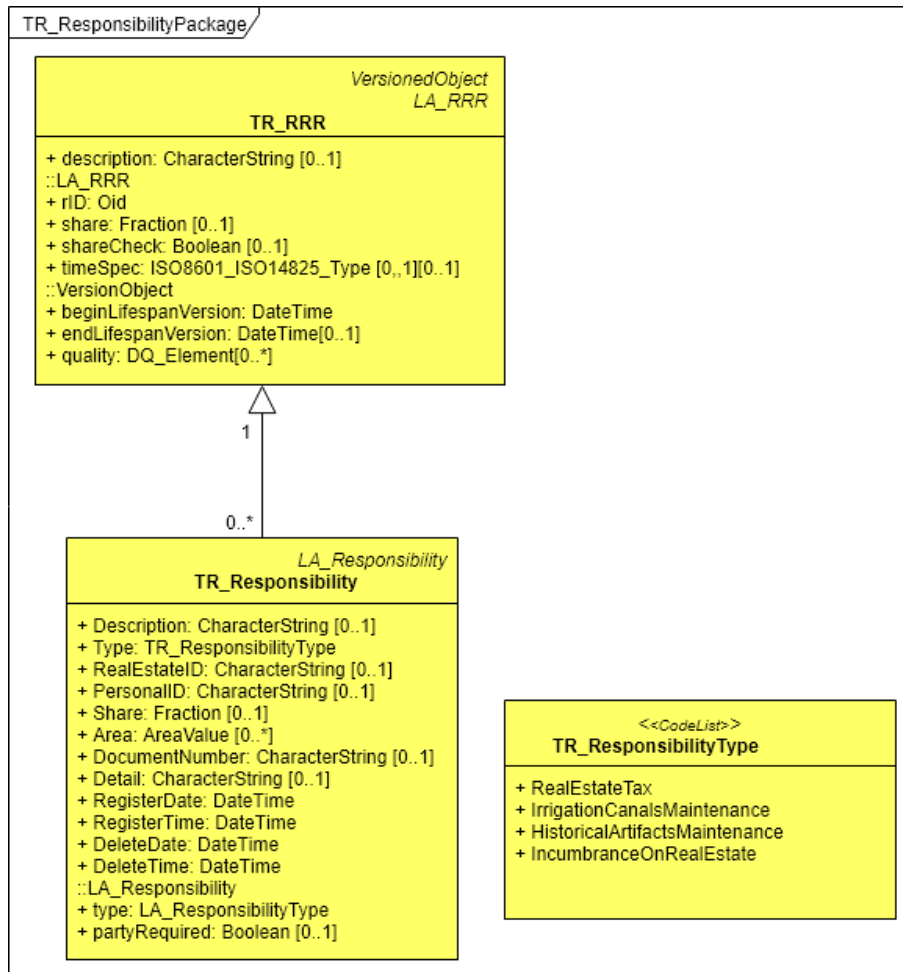 TR_ResponsibilityPackage
VersionedObject
LA_RRR
TR_RRR
+ description: CharacterString [0..1]
::LA_RRR
+ rID: Oid
+ share: Fraction [0..1]
+ shareCheck: Boolean [0..1]
+ timeSpec: ISO8601_ISO14825_Type [0,,1][0..1]
::VersionObject
+ beginLifespanVersion: DateTime
+ endLifespanVersion: DateTime[0..1]
+ quality: DQ_Element[0..*]
1
0..*
LA_Responsibility
TR_Responsibility
+ Description: CharacterString [0..1]
+ Type: TR_ResponsibilityType
+ RealEstateID: CharacterString [0..1]
+ PersonalID: CharacterString [0..1]
+ Share: Fraction [0..1]
+ Area: AreaValue [0..*]
+ DocumentNumber: CharacterString [0..1]
+ Detail: CharacterString [0..1]
+ RegisterDate: DateTime
+ RegisterTime: DateTime
+ DeleteDate: DateTime
+ DeleteTime: DateTime
::LA_Responsibility
+ type: LA_ResponsibilityType
+ partyRequired: Boolean [0..1]
<<CodeList>>
TR_ResponsibilityType
+ RealEstateTax
+ IrrigationCanalsMaintenance
+ HistoricalArtifactsMaintenance
+ IncumbranceOnRealEstate